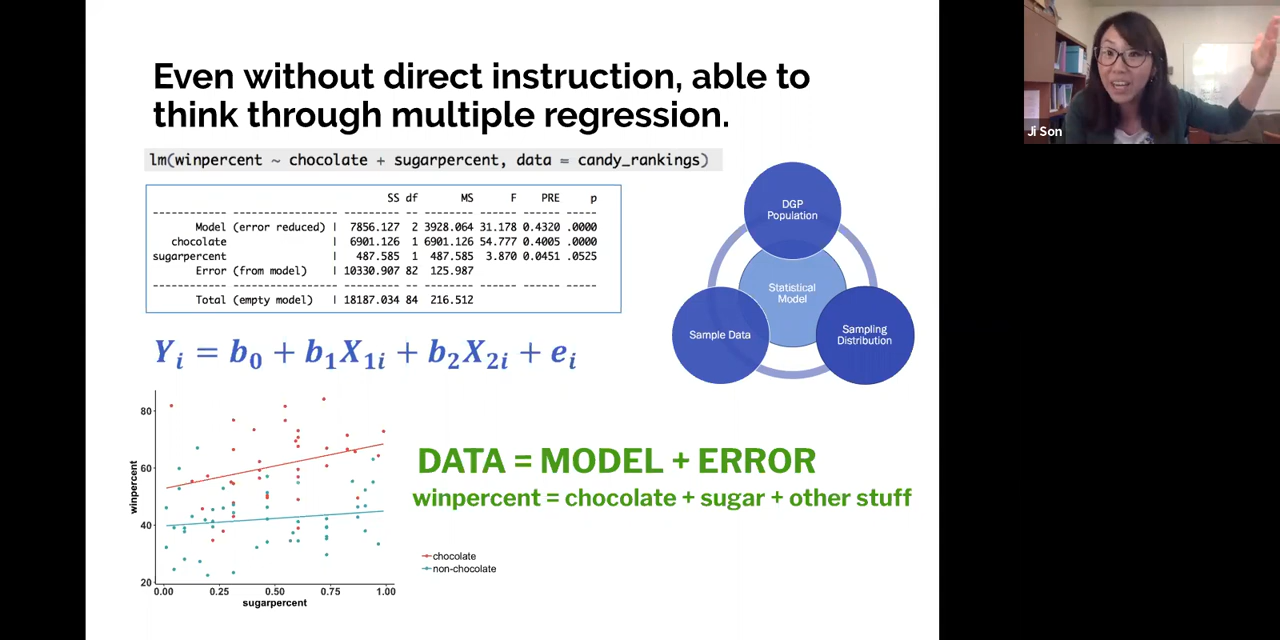 Even without direct instruction, able to
think through multiple regression.
lm(winpercent ~ chocolate + sugarpercent, data = candy_rankings)
SS df MS F PRE p
------------ --------------- --------- -- -------- ------ ------ -----
Model (error reduced) | 7856.127 2 3928.064 31.178 0.4320 .0000
chocolate | 6901.126 1 6901.126 54.777 0.4005 .0000
sugarpercent | 487.585 1 487.585 3.870 0.0451 .0525
Error (from model) | 10330.907 82 125.987
------------ --------------- --------- -- -------- ------ ------ -----
Total (empty model) | 18187.034 84 216.512
Yi = b0 + b1X1i + b2X2i + ei
DGP
Population
Statistical
Model
Sample Data
Sampling
Distribution
80
60
40
20
winpercent
0.00 0.25 0.50 0.75 1.00
sugarpercent
chocolate
non-chocolate
DATA = MODEL + ERROR
winpercent = chocolate + sugar + other stuff
Ji Son